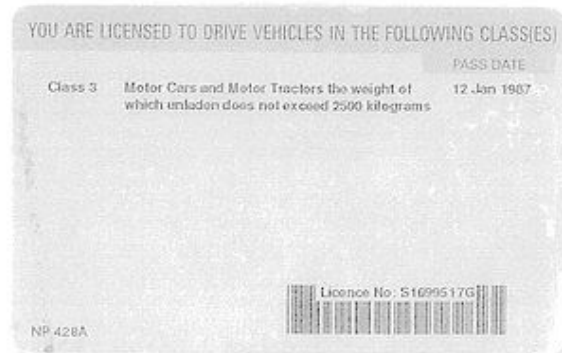 YOU ARE LICENSED TO DRIVE VEHICLES IN THE FOLLOWING CLASS(ES)
PASS DATE
Class 3 Motor Cars and Motor Tractors the weight of 12 Jan 1987
which unladen does not exceed 2500 kilograms
Licence No: S1699517G
NP 428A